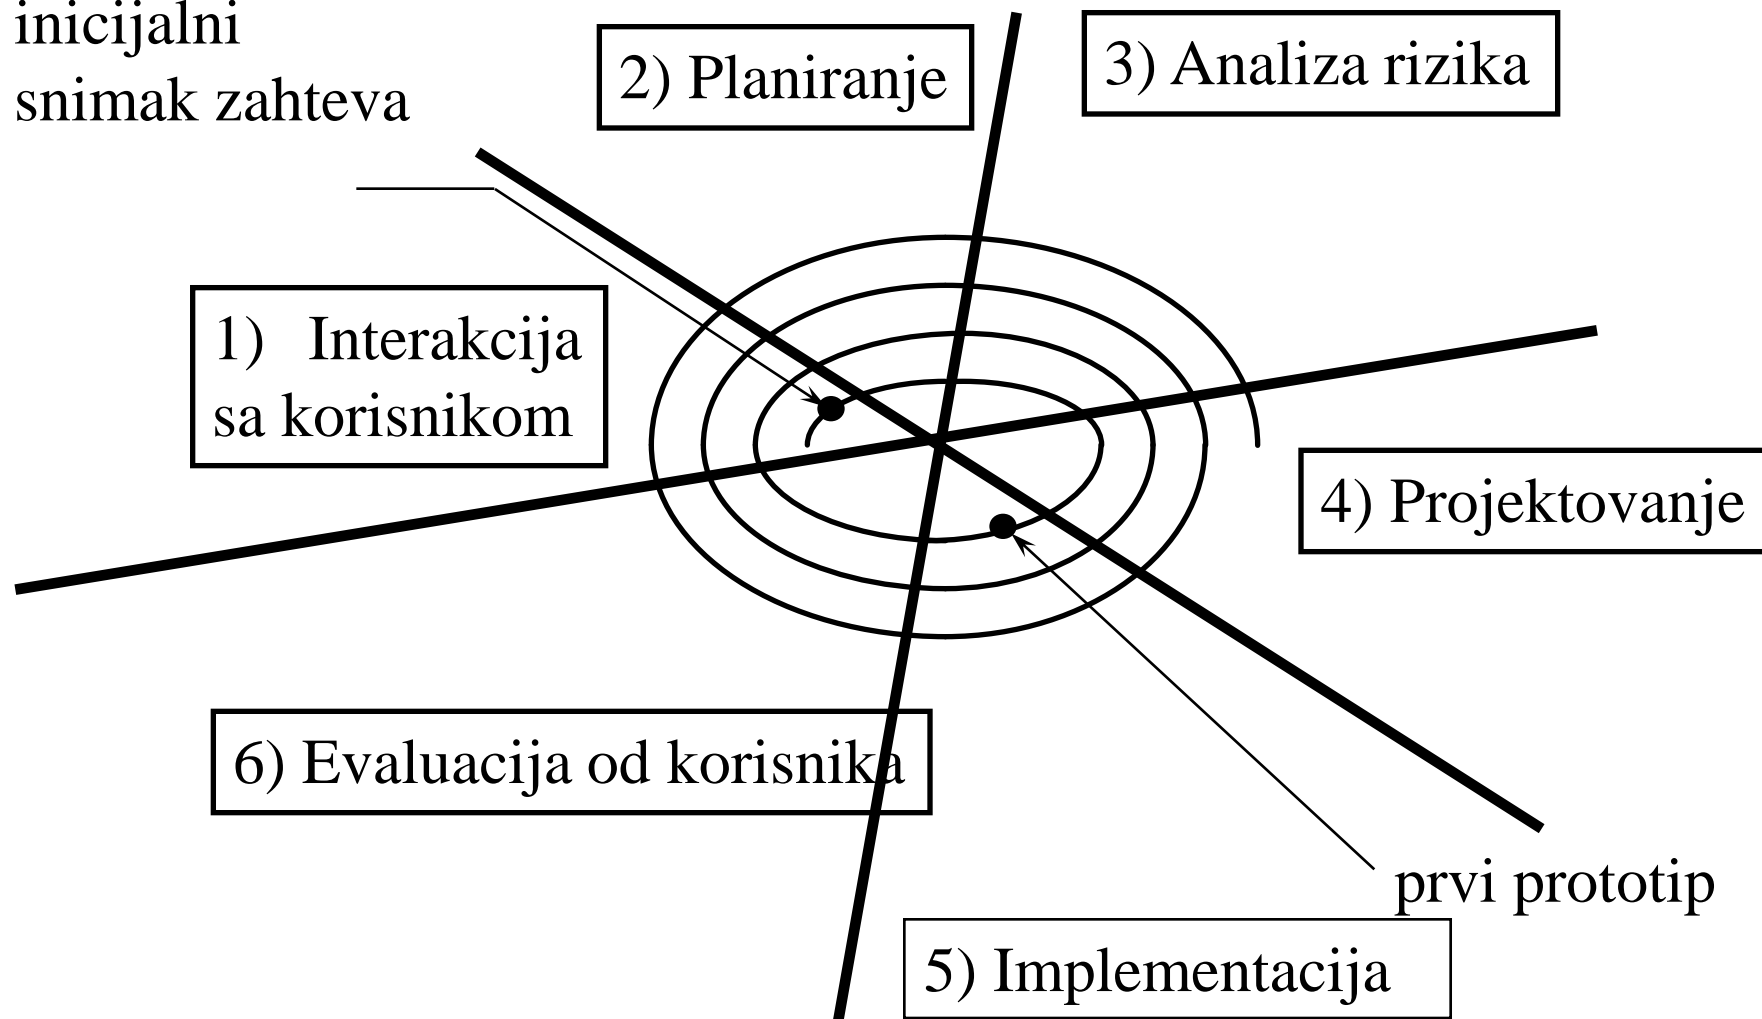 inicijalni
snimak zahteva
2) Planiranje
3) Analiza rizika
1) Interakcija
sa korisnikom
4) Projektovanje
6) Evaluacija od korisnika
prvi prototip
5) Implementacija